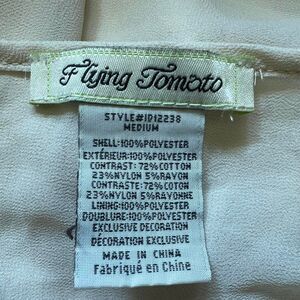 Flying Tomato
STYLE#ID12238
MEDIUM
SHELL:100%POLYESTER
EXTÉRIEUR:100%POLYESTER
CONTRAST:72%COTTON
23%NYLON 5%RAYON
CONTRASTE:72%COTON
23%NYLON 5%RAYONNE
LINING:100%POLYESTER
DOUBLURE:100%POLYESTER
EXCLUSIVE DECORATION
DÉCORATION EXCLUSIVE
MADE IN CHINA
Fabriqué en Chine